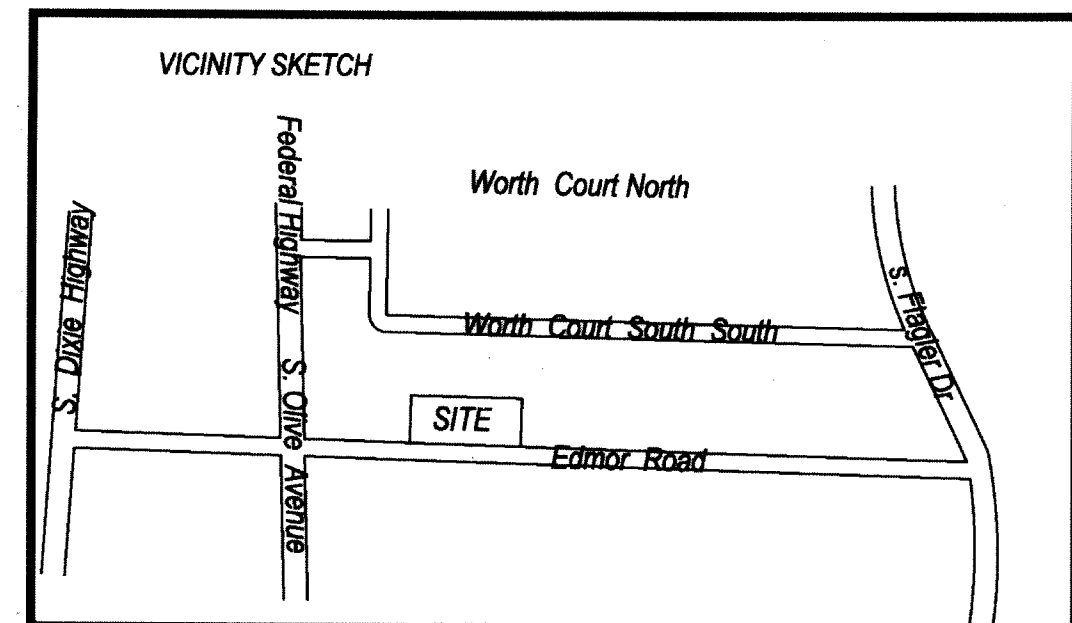 VICINITY SKETCH
Federal Highway
Worth Court North
S. Dixie Highway
S. Flagler Dr
Worth Court South South
S. Olive Avenue
SITE
Edmor Road